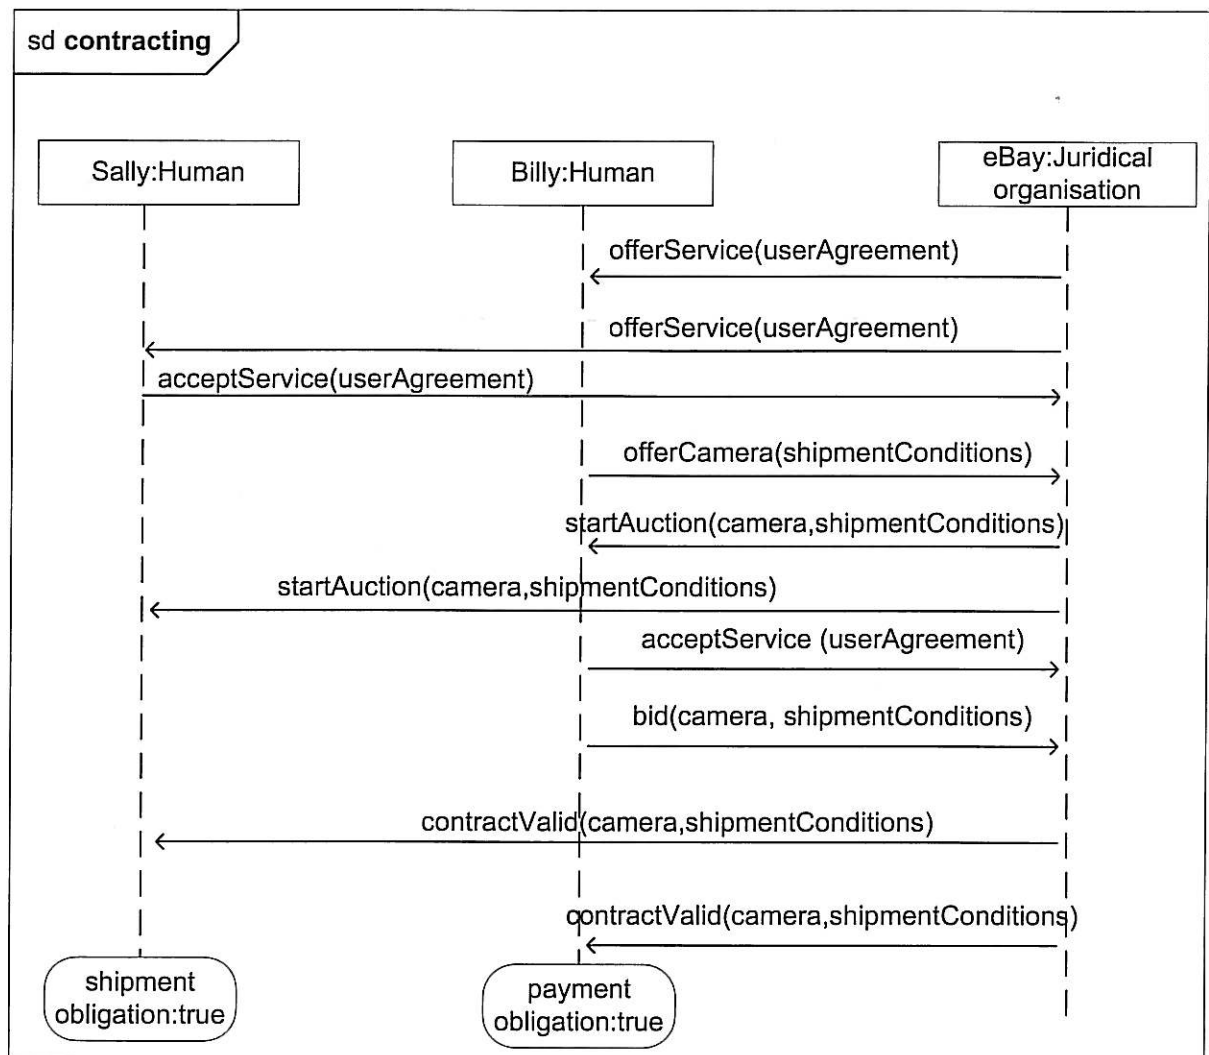 sd contracting
Sally:Human
Billy:Human
eBay:Juridical
organisation
offerService(userAgreement)
offerService(userAgreement)
acceptService(userAgreement)
offerCamera(shipmentConditions)
startAuction(camera,shipmentConditions)
startAuction(camera,shipmentConditions)
acceptService (userAgreement)
bid(camera, shipmentConditions)
contractValid(camera,shipmentConditions)
contractValid(camera,shipmentConditions)
shipment
obligation:true
payment
obligation:true